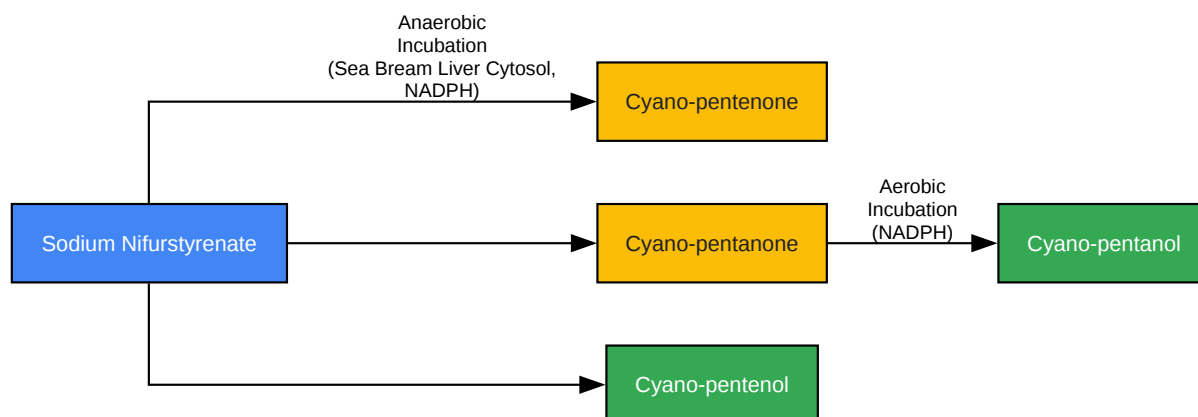 Anaerobic
Incubation
(Sea Bream Liver Cytosol,
NADPH)
Cyano-pentenone
Sodium Nifurstyrenate
Cyano-pentanone
Aerobic
Incubation
(NADPH)
Cyano-pentanol
Cyano-pentenol